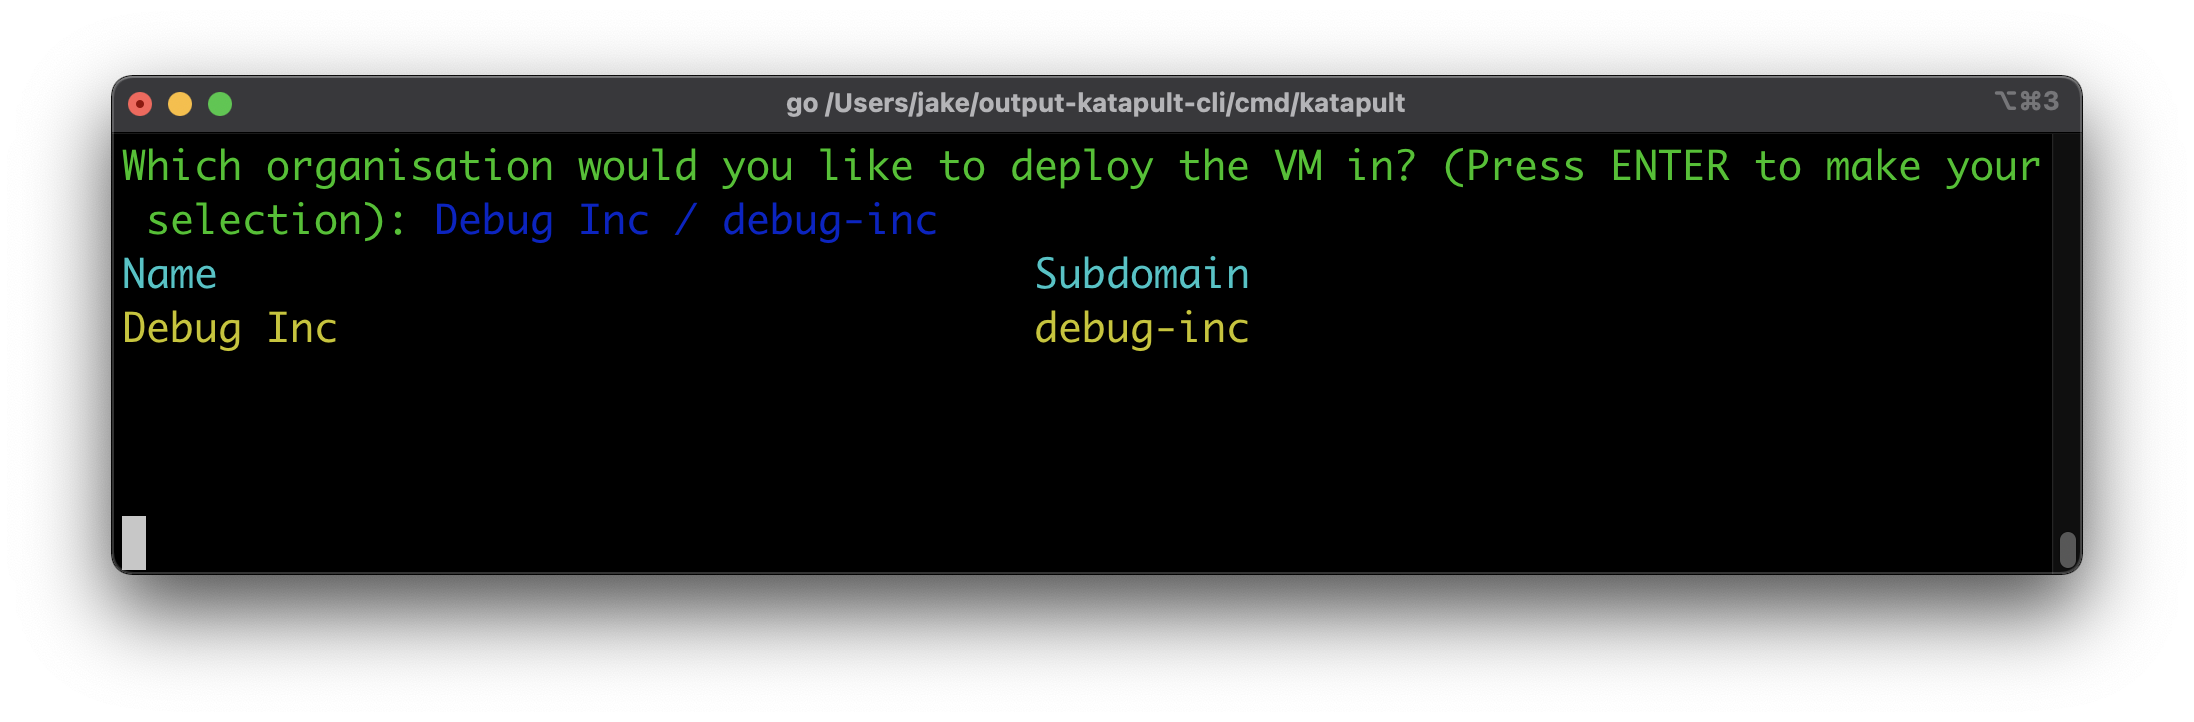 go /Users/jake/output-katapult-cli/cmd/katapult
⌥⌘3
Which organisation would you like to deploy the VM in? (Press ENTER to make your
selection): Debug Inc / debug-inc
Name Subdomain
Debug Inc debug-inc